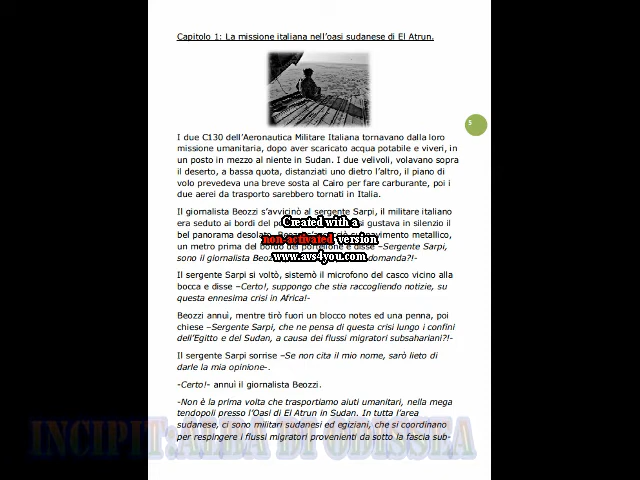 Capitolo 1: La missione italiana nell'oasi sudanese di El Atrun.
5
I due C130 dell'Aeronautica Militare Italiana tornavano dalla loro
missione umanitaria, dopo aver scaricato acqua potabile e viveri, in
un posto in mezzo al niente in Sudan. I due velivoli, volavano sopra
il deserto, a bassa quota, distanziati uno dietro l'altro, il piano di
volo prevedeva una breve sosta al Cairo per fare carburante, poi i
due aerei da trasporto sarebbero tornati in Italia.
Il giornalista Beozzi s'avvicinò al sergente Sarpi, il militare italiano
era seduto ai bordi del si gustava in silenzio il
bel panorama desolato. pavimento metallico,
un metro prima del bordo del portellone e disse –Sergente Sarpi,
sono il giornalista domanda?!-
Created with a
non-activated version
www.avs4you.com
Il sergente Sarpi si voltò, sistemò il microfono del casco vicino alla
bocca e disse –Certo!, suppongo che stia raccogliendo notizie, su
questa ennesima crisi in Africa!-
Beozzi annuì, mentre tirò fuori un blocco notes ed una penna, poi
chiese –Sergente Sarpi, che ne pensa di questa crisi lungo i confini
dell'Egitto e del Sudan, a causa dei flussi migratori subsahariani?!-
Il sergente Sarpi sorrise –Se non cita il mio nome, sarò lieto di
darle la mia opinione-.
-Certo!- annuì il giornalista Beozzi.
-Non è la prima volta che trasportiamo aiuti umanitari, nella mega
tendopoli presso l'Oasi di El Atrun in Sudan. In tutta l'area
sudanese, ci sono militari sudanesi ed egiziani, che si coordinano
per respingere i flussi migratori provenienti da sotto la fascia sub-
INCIPIT:ALBA DI ODISSEA